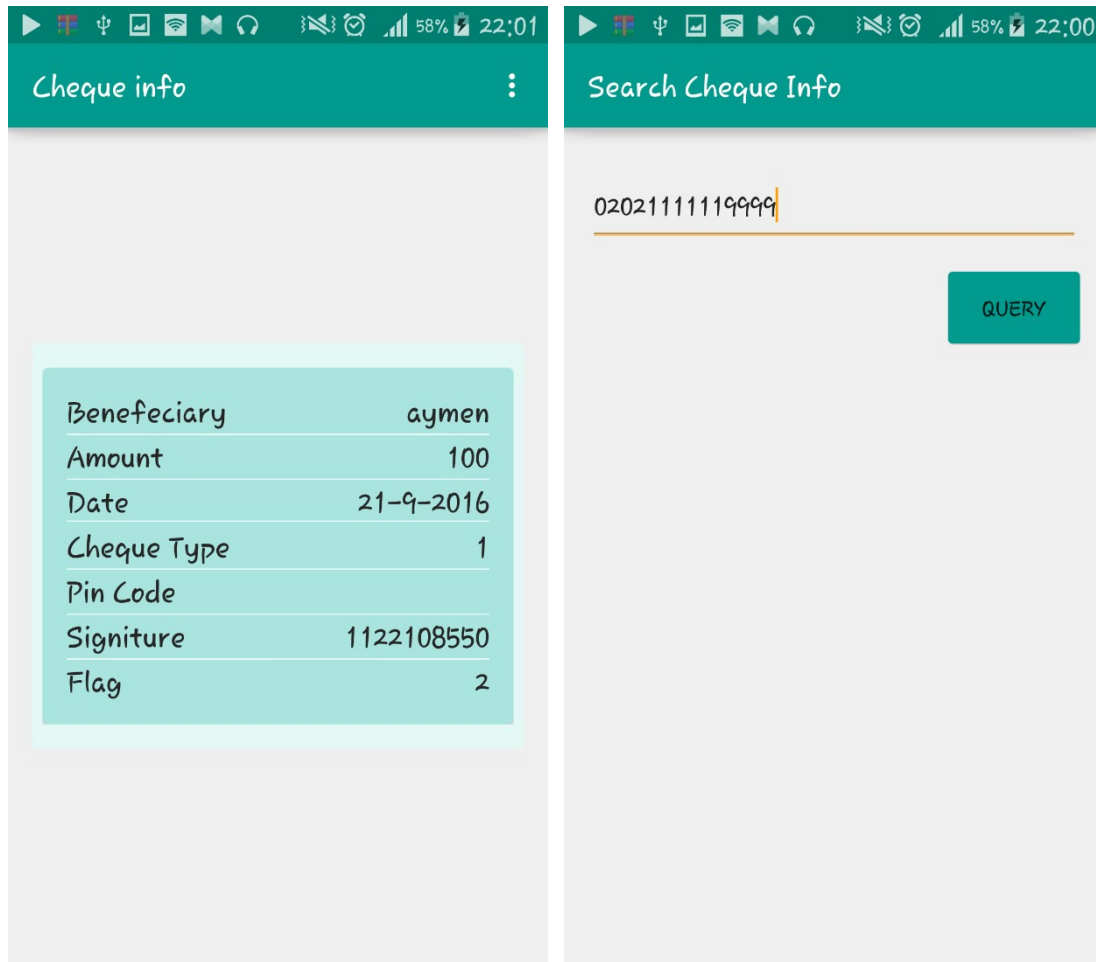 58% 22:01
Cheque info
Benefeciary aymen
Amount 100
Date 21-9-2016
Cheque Type 1
Pin Code
Signiture 1122108550
Flag 2
58% 22:00
Search Cheque Info
02021111119999
QUERY